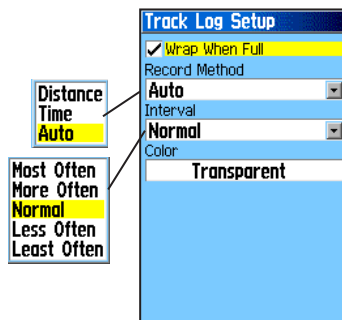 Track Log Setup
Wrap When Full
Record Method
Auto
Interval
Normal
Color
Transparent
Distance
Time
Auto
Most Often
More Often
Normal
Less Often
Least Often